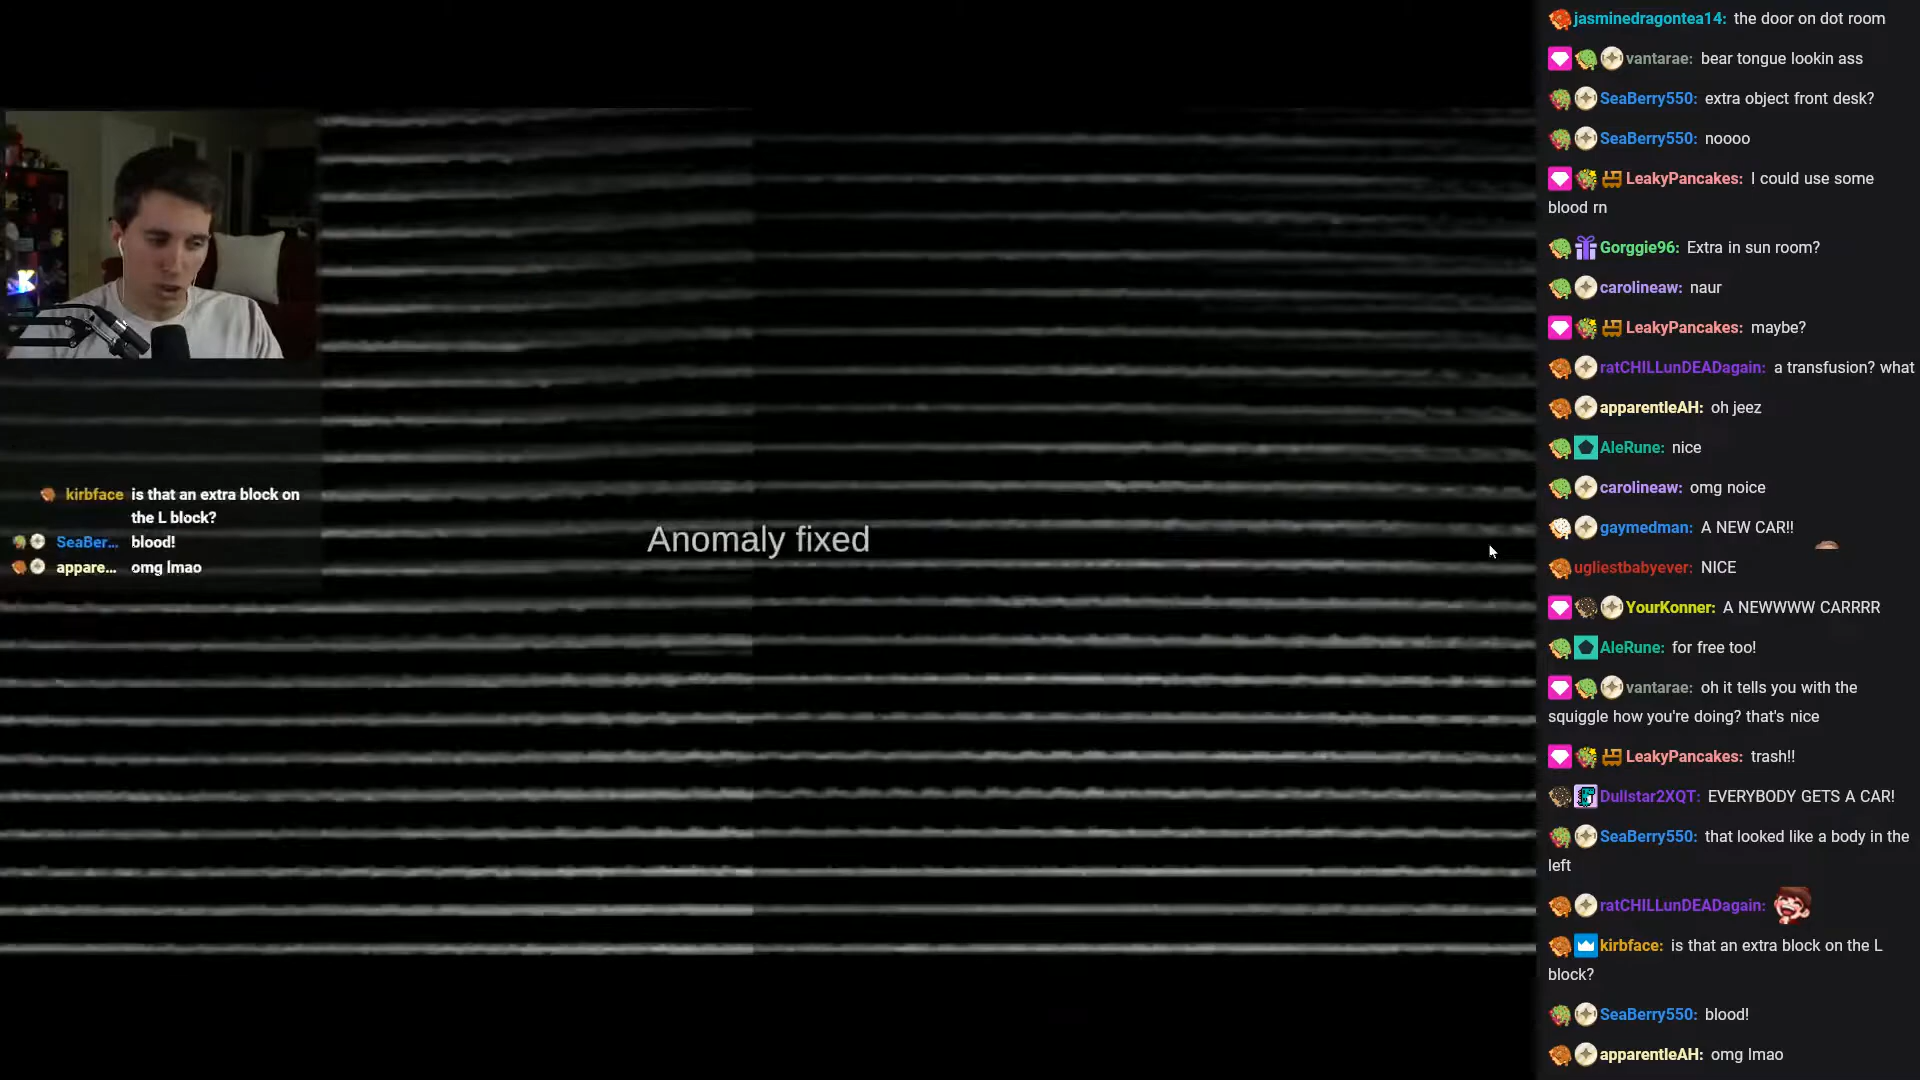 jasminedragontea14: the door on dot room
vantarae: bear tongue lookin ass
SeaBerry550: extra object front desk?
SeaBerry550: noooo
LeakyPancakes: I could use some
blood rn
Gorggie96: Extra in sun room?
carolineaw: naur
LeakyPancakes: maybe?
ratCHILLunDEADagain: a transfusion? what
apparentleAH: oh jeez
AleRune: nice
carolineaw: omg noice
gaymedman: A NEW CAR!!
ugliestbabyever: NICE
YourKonner: A NEWWWW CARRRR
AleRune: for free too!
vantarae: oh it tells you with the
squiggle how you're doing? that's nice
LeakyPancakes: trash!!
Dullstar2XQT: EVERYBODY GETS A CAR!
SeaBerry550: that looked like a body in the
left
ratCHILLunDEADagain:
kirbface: is that an extra block on the L
block?
SeaBerry550: blood!
apparentleAH: omg lmao
K
kirbface is that an extra block on
the L block?
SeaBer... blood!
appare... omg lmao
Anomaly fixed